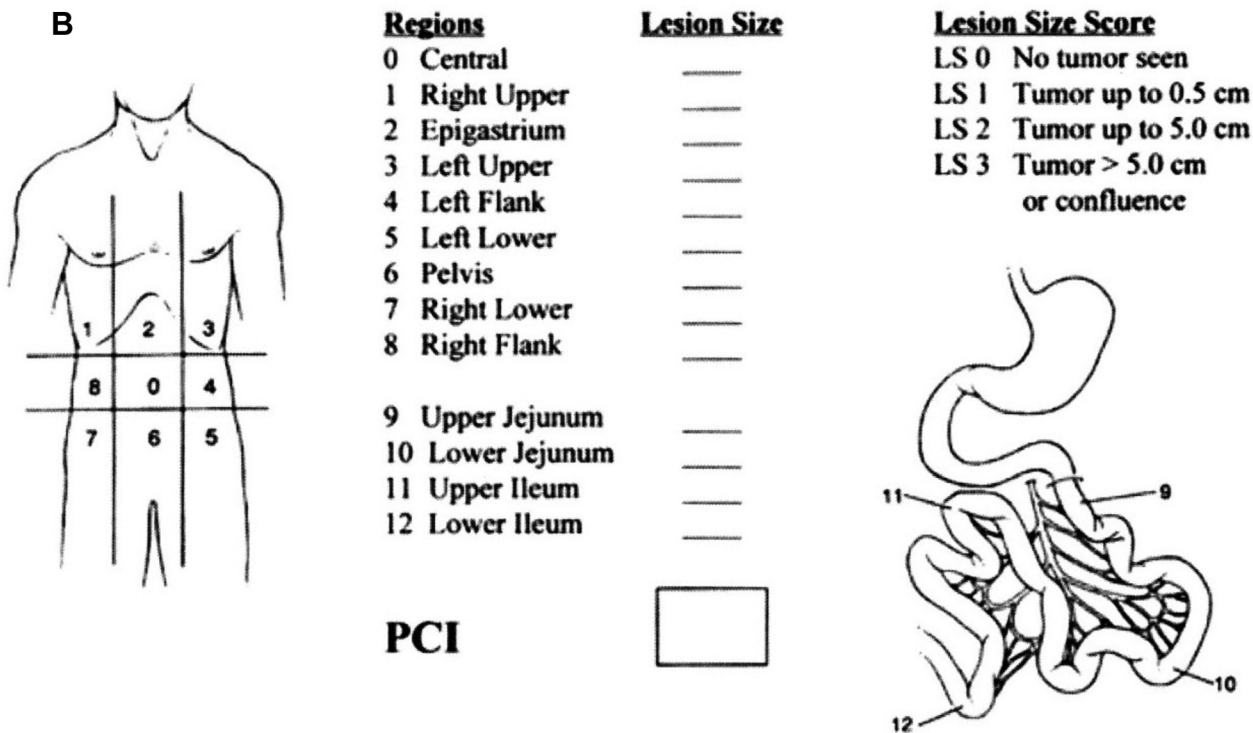 B
Regions
Lesion Size
0 Central
1 Right Upper
2 Epigastrium
3 Left Upper
4 Left Flank
5 Left Lower
6 Pelvis
7 Right Lower
8 Right Flank
9 Upper Jejunum
10 Lower Jejunum
11 Upper Ileum
12 Lower Ileum
PCI
Lesion Size Score
LS 0 No tumor seen
LS 1 Tumor up to 0.5 cm
LS 2 Tumor up to 5.0 cm
LS 3 Tumor > 5.0 cm
or confluence
1 2 3
8 0 4
7 6 5
11
9
10
12